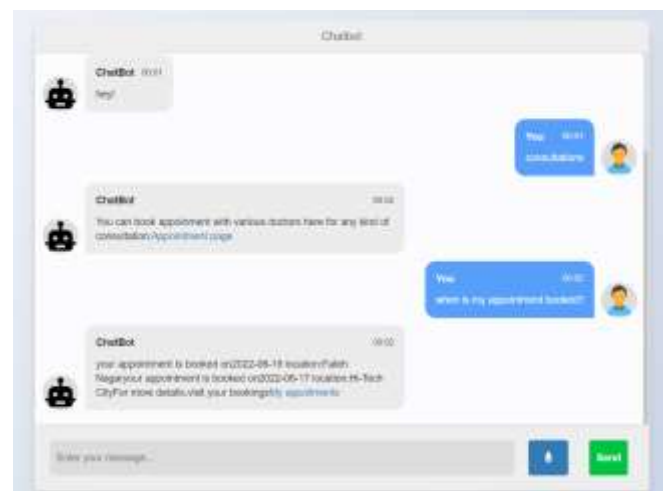 Chatbot
ChatBot
hey!
You
consultations
ChatBot
You can book appointment with various doctors here for any kind of
consultation Appointment page
You
when is my appointment booked?
ChatBot
your appointment is booked on2022-06-
Nagaryour appointment is booked on2022-06-17 location:Hi-Tech
CityFor more details,visit your bookingsMy appointments
Enter your message...
Send